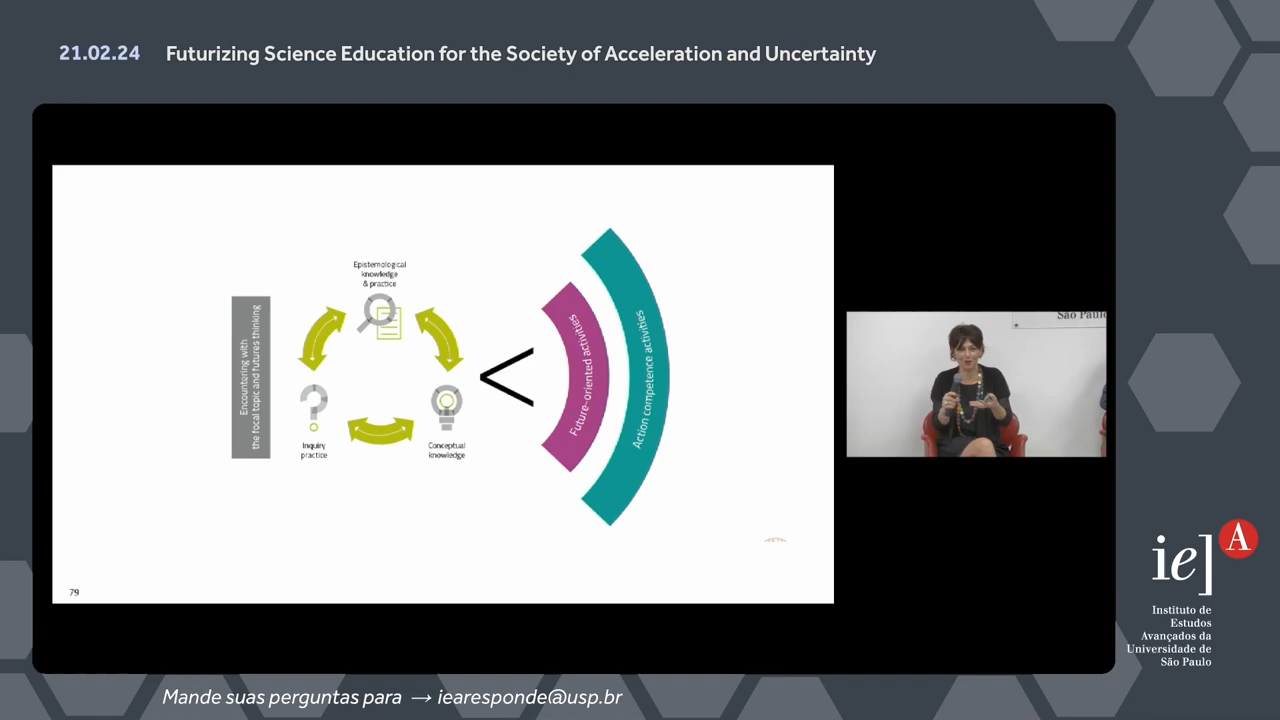 21.02.24 Futurizing Science Education for the Society of Acceleration and Uncertainty
Encountering with
the focal topic and futures thinking
Epistemological
knowledge
& practice
Inquiry
practice
Conceptual
knowledge
<
Future-oriented activities
Action competence activities
79
São Paulo
ie] A
Instituto de
Estudos
Avançados da
Universidade de
São Paulo
Mande suas perguntas para → iearesponde@usp.br